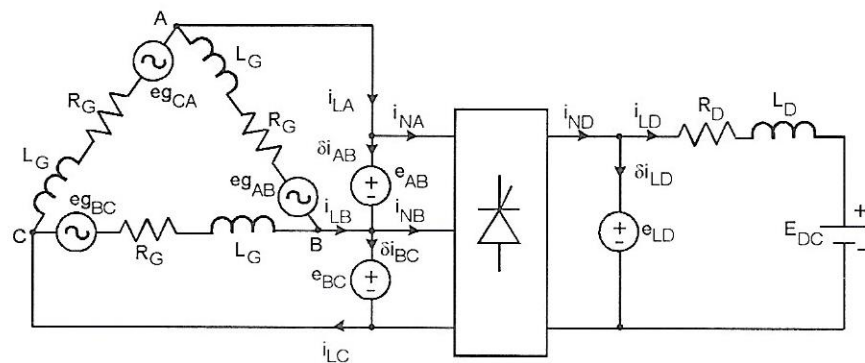 A
L_G
eg_CA
R_G
i_LA
i_NA
R_G
δi_AB
L_G
eg_AB
e_AB
+
-
eg_BC
C
R_G
L_G
B
i_LB
i_NB
δi_BC
e_BC
+
-
i_LC
i_ND
i_LD
R_D
L_D
δi_LD
e_LD
+
-
E_DC
+
-